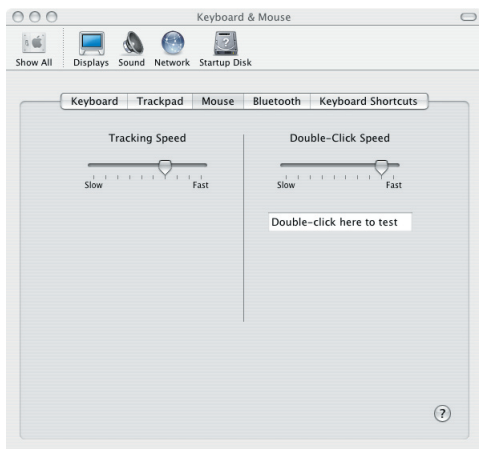 Keyboard & Mouse
Show All Displays Sound Network Startup Disk
Keyboard Trackpad Mouse Bluetooth Keyboard Shortcuts
Tracking Speed Double-Click Speed
Slow Fast Slow Fast
Double-click here to test
?